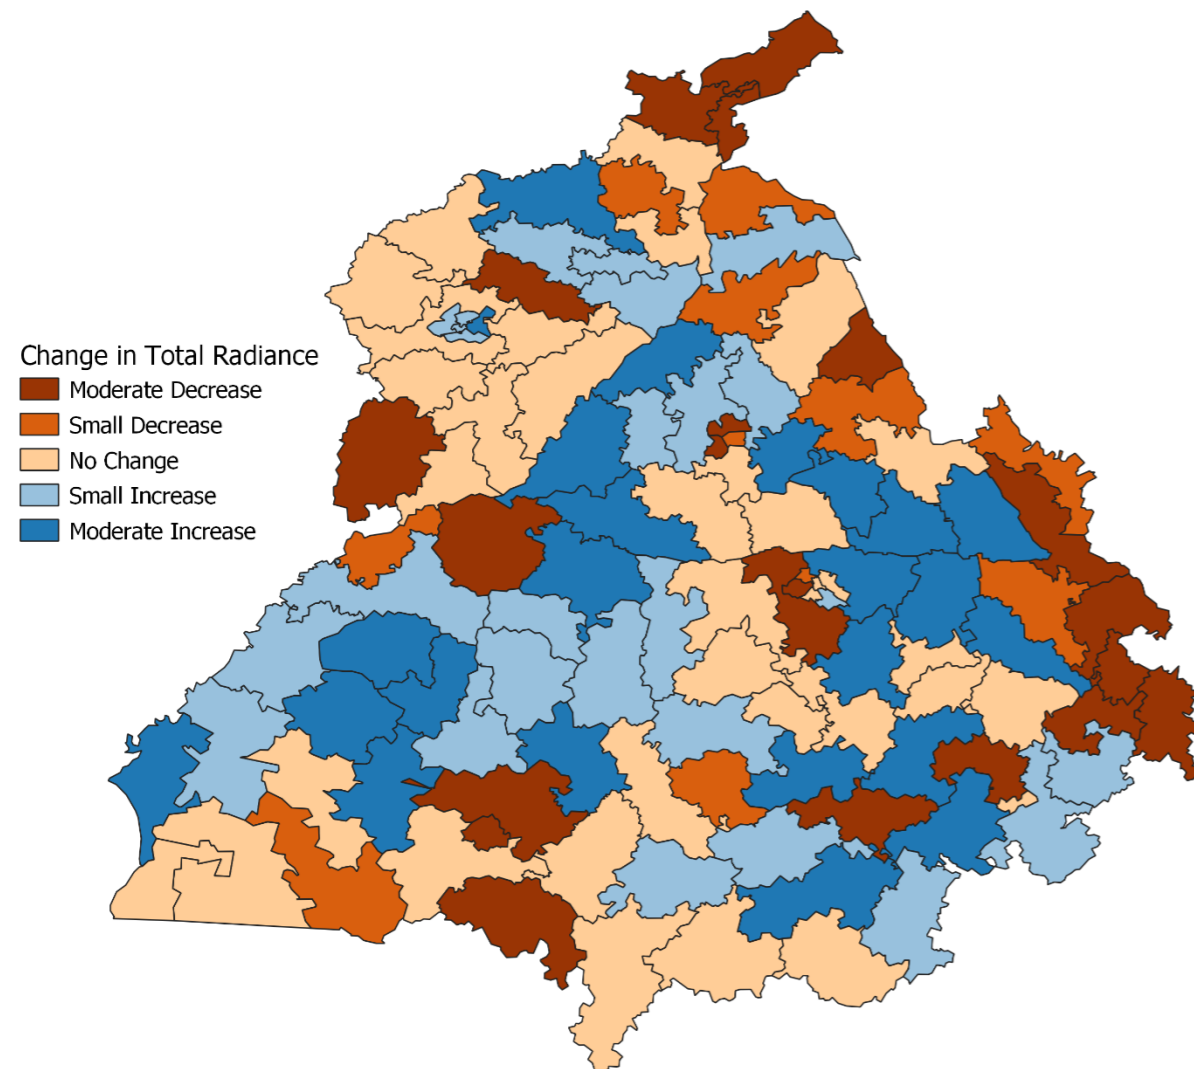 Change in Total Radiance
Moderate Decrease
Small Decrease
No Change
Small Increase
Moderate Increase